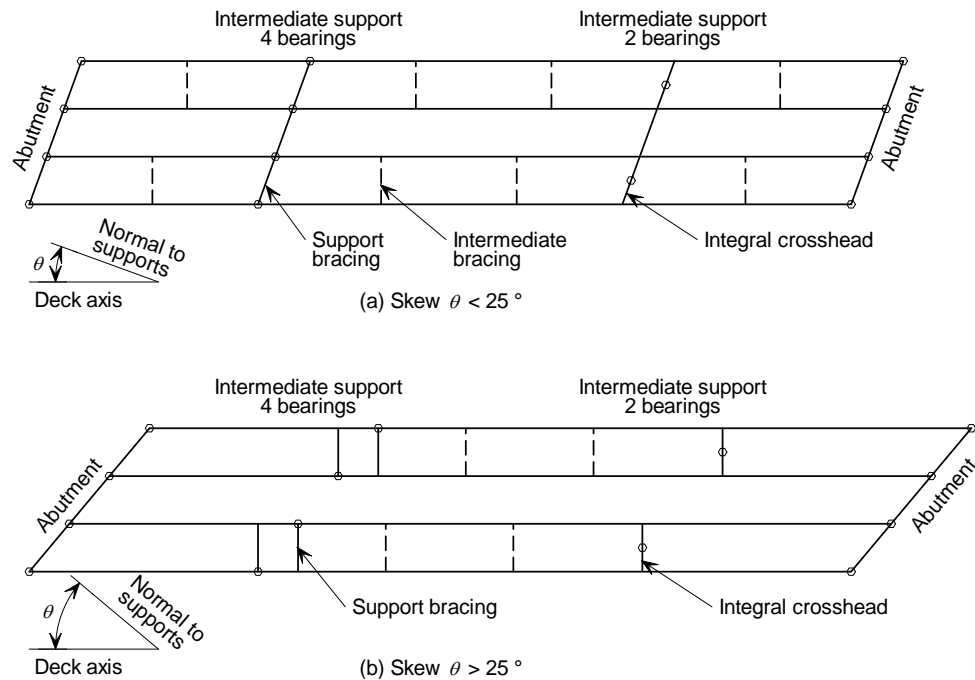 Intermediate support
4 bearings
Intermediate support
2 bearings
Abutment
Abutment
Normal to
supports
θ
Deck axis
Support
bracing
Intermediate
bracing
Integral crosshead
(a) Skew θ < 25 °
Intermediate support
4 bearings
Intermediate support
2 bearings
Abutment
Abutment
Normal to
supports
θ
Deck axis
Support bracing
Integral crosshead
(b) Skew θ > 25 °